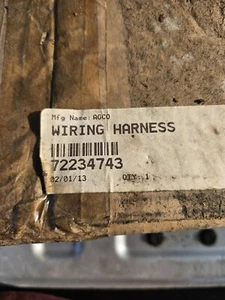 Mfg Name: AGCO
WIRING HARNESS
72234743
02/01/13 QTY: 1